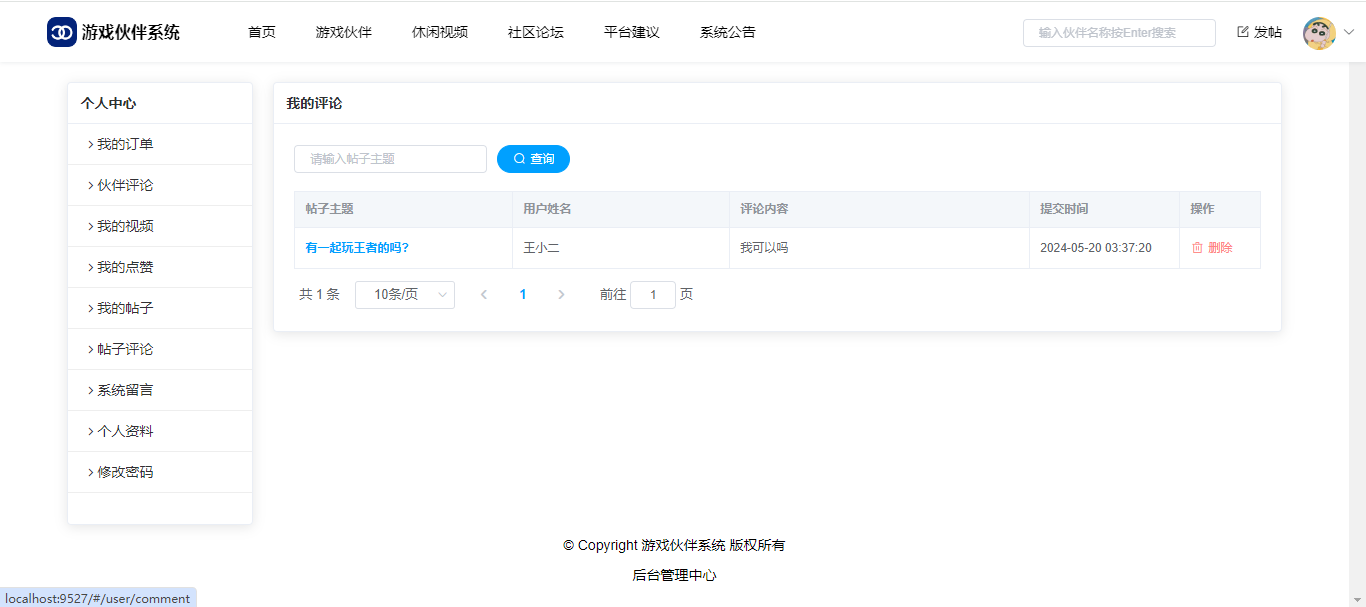 游戏伙伴系统 首页 游戏伙伴 休闲视频 社区论坛 平台建议 系统公告 输入伙伴名称按Enter搜索 发帖
个人中心
我的订单
伙伴评论
我的视频
我的点赞
我的帖子
帖子评论
系统留言
个人资料
修改密码
我的评论
请输入帖子主题 查询
帖子主题 用户姓名 评论内容 提交时间 操作
有一起玩王者的吗? 王小二 我可以吗 2024-05-20 03:37:20 删除
共 1 条 10条/页 1 前往 1 页
© Copyright 游戏伙伴系统 版权所有
后台管理中心
localhost:9527/#/user/comment